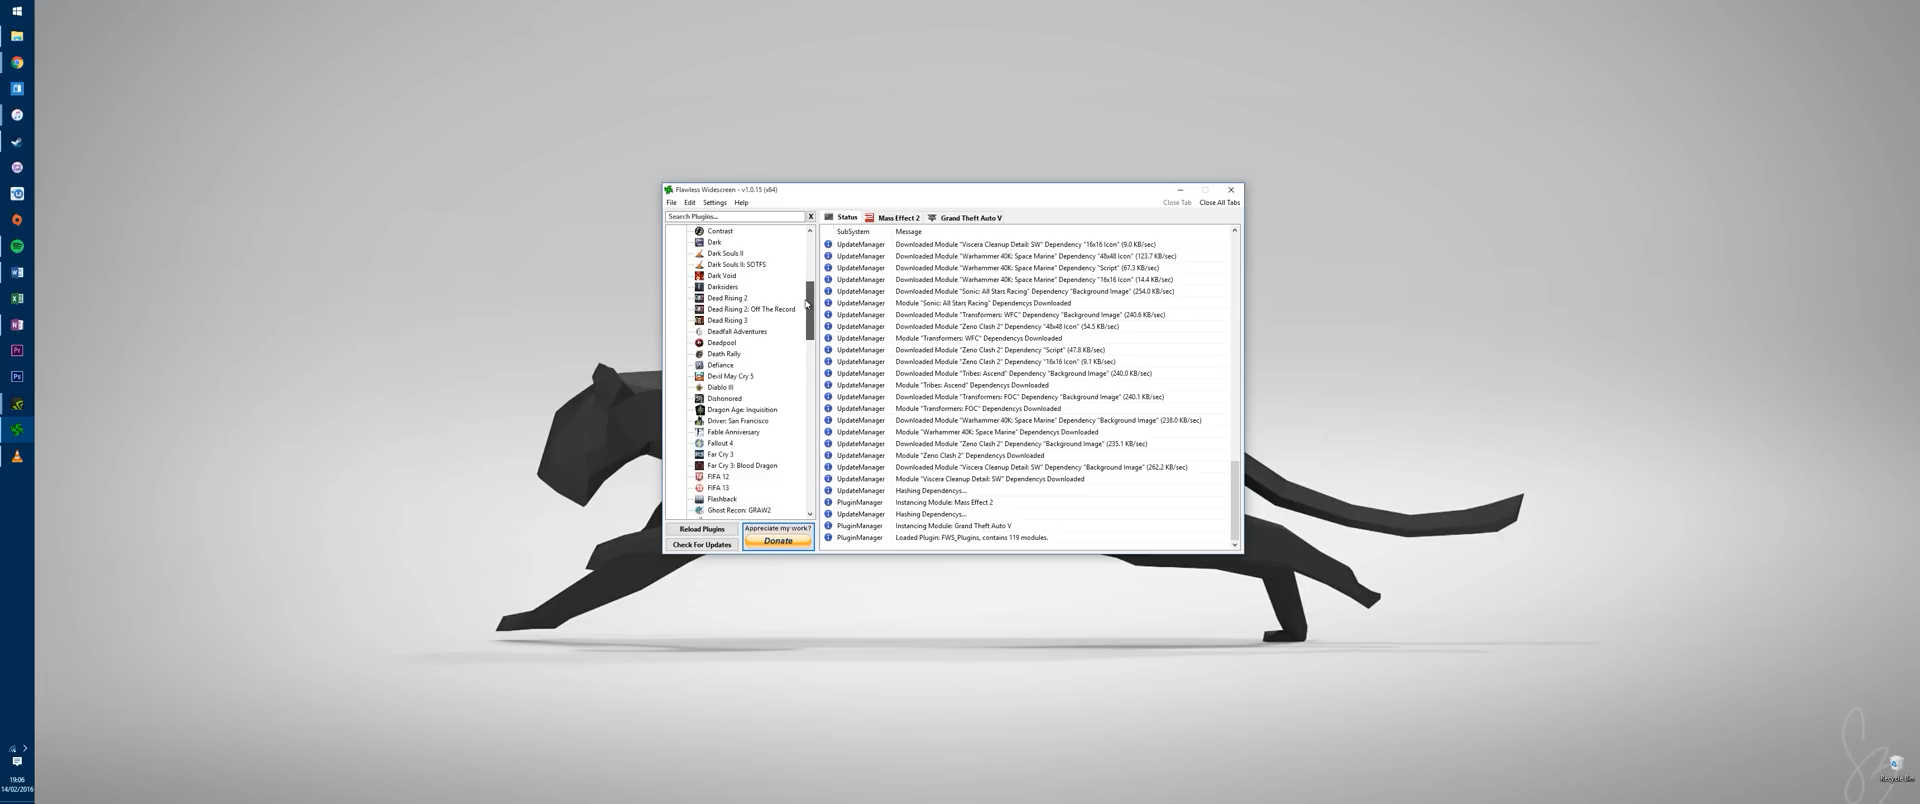 Flawless Widescreen - v1.0.15 (x64)
File Edit Settings Help
Close Tab Close All Tabs
Search Plugins... X
Status Mass Effect 2 Grand Theft Auto V
Contrast
Dark
Dark Souls II
Dark Souls II: SOTFS
Dark Void
Darksiders
Dead Rising 2
Dead Rising 2: Off The Record
Dead Rising 3
Deadfall Adventures
Deadpool
Death Rally
Defiance
Devil May Cry 5
Diablo III
Dishonored
Dragon Age: Inquisition
Driver: San Francisco
Fable Anniversary
Fallout 4
Far Cry 3
Far Cry 3: Blood Dragon
FIFA 12
FIFA 13
Flashback
Ghost Recon: GRAW2
Reload Plugins
Check For Updates
Appreciate my work?
Donate
SubSystem Message
UpdateManager Downloaded Module "Viscera Cleanup Detail: SW" Dependency "16x16 Icon" (9.0 KB/sec)
UpdateManager Downloaded Module "Warhammer 40K: Space Marine" Dependency "48x48 Icon" (123.7 KB/sec)
UpdateManager Downloaded Module "Warhammer 40K: Space Marine" Dependency "Script" (67.3 KB/sec)
UpdateManager Downloaded Module "Warhammer 40K: Space Marine" Dependency "16x16 Icon" (14.4 KB/sec)
UpdateManager Downloaded Module "Sonic: All Stars Racing" Dependency "Background Image" (254.0 KB/sec)
UpdateManager Module "Sonic: All Stars Racing" Dependencys Downloaded
UpdateManager Downloaded Module "Transformers: WFC" Dependency "Background Image" (240.6 KB/sec)
UpdateManager Downloaded Module "Zeno Clash 2" Dependency "48x48 Icon" (54.5 KB/sec)
UpdateManager Module "Transformers: WFC" Dependencys Downloaded
UpdateManager Downloaded Module "Zeno Clash 2" Dependency "Script" (47.8 KB/sec)
UpdateManager Downloaded Module "Zeno Clash 2" Dependency "16x16 Icon" (9.1 KB/sec)
UpdateManager Downloaded Module "Tribes: Ascend" Dependency "Background Image" (240.0 KB/sec)
UpdateManager Module "Tribes: Ascend" Dependencys Downloaded
UpdateManager Downloaded Module "Transformers: FOC" Dependency "Background Image" (240.1 KB/sec)
UpdateManager Module "Transformers: FOC" Dependencys Downloaded
UpdateManager Downloaded Module "Warhammer 40K: Space Marine" Dependency "Background Image" (238.0 KB/sec)
UpdateManager Module "Warhammer 40K: Space Marine" Dependencys Downloaded
UpdateManager Downloaded Module "Zeno Clash 2" Dependency "Background Image" (235.1 KB/sec)
UpdateManager Module "Zeno Clash 2" Dependencys Downloaded
UpdateManager Downloaded Module "Viscera Cleanup Detail: SW" Dependency "Background Image" (262.2 KB/sec)
UpdateManager Module "Viscera Cleanup Detail: SW" Dependencys Downloaded
UpdateManager Hashing Dependencys...
PluginManager Instancing Module: Mass Effect 2
UpdateManager Hashing Dependencys...
PluginManager Instancing Module: Grand Theft Auto V
PluginManager Loaded Plugin: FWS_Plugins, contains 119 modules.
19:06
14/02/2016
Recycle Bin